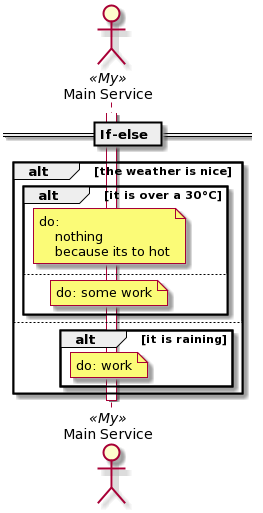 «My»
Main Service
If-else
alt [the weather is nice]
alt [it is over a 30°C]
do:
nothing
because its to hot
do: some work
alt [it is raining]
do: work
«My»
Main Service